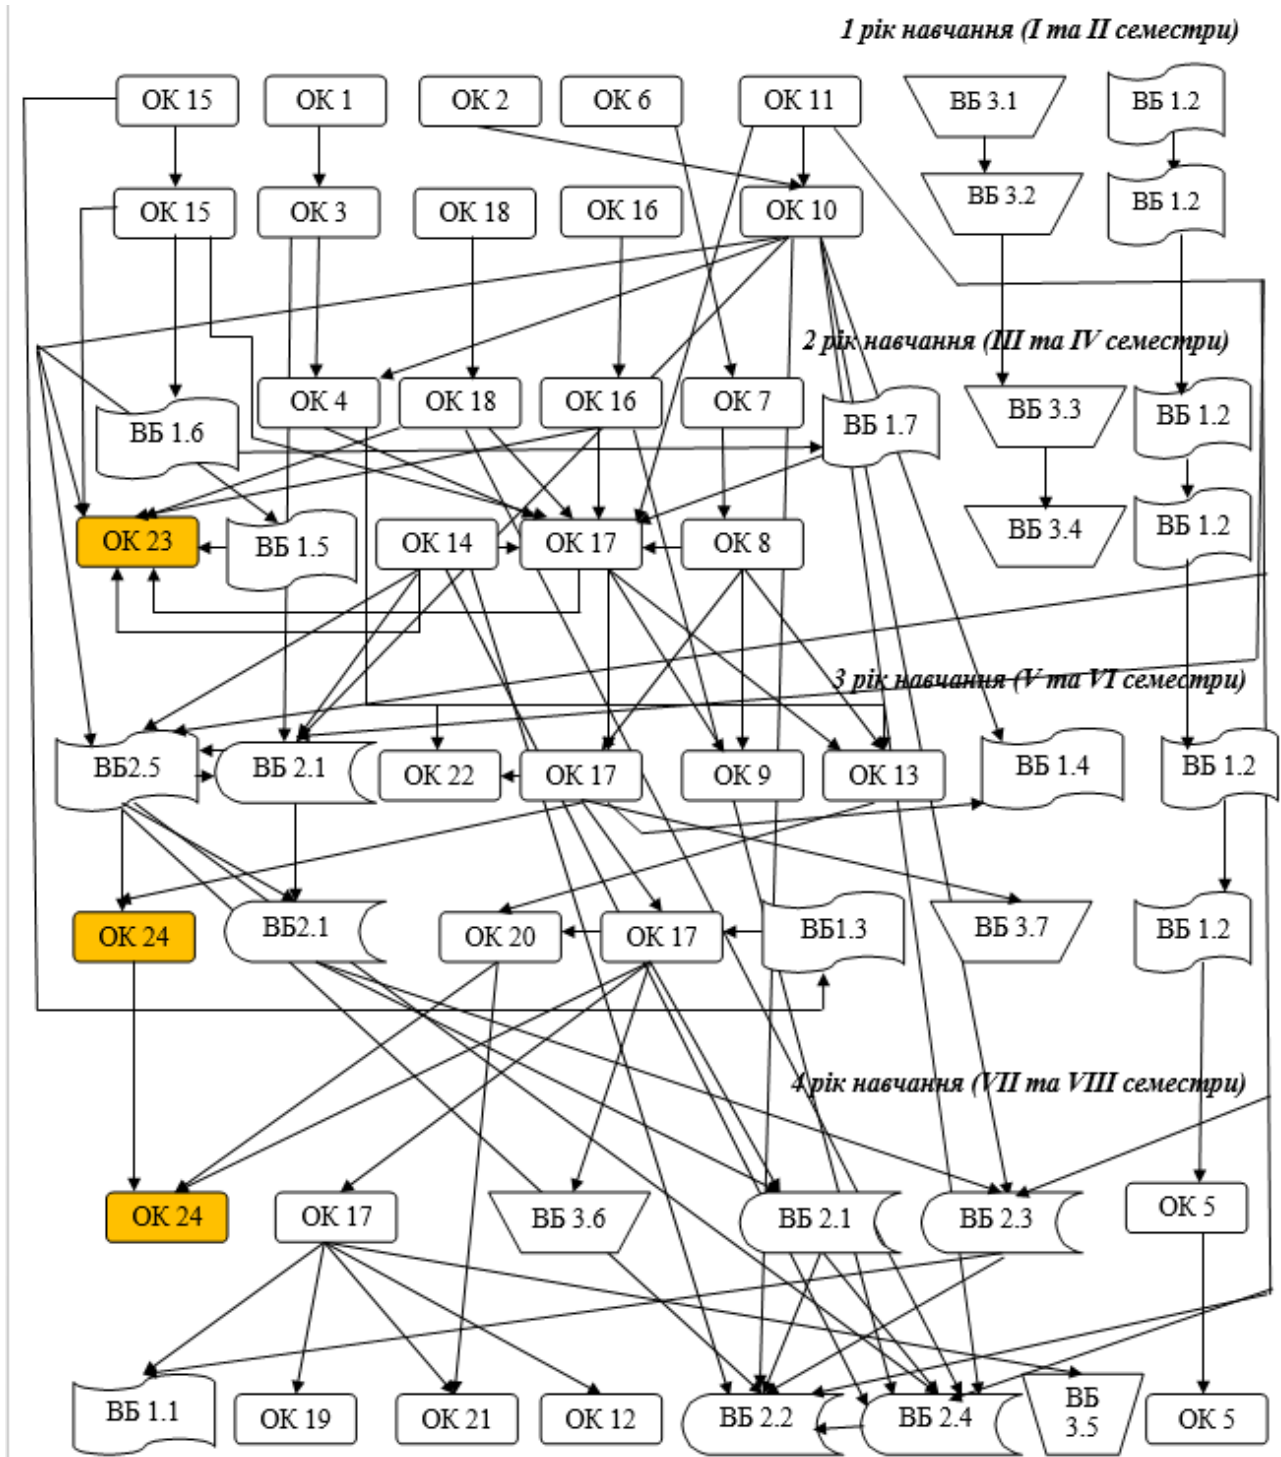 1 рік навчання (I та II семестри)
ОК 15
ОК 1
ОК 2
ОК 6
ОК 11
ВБ 3.1
ВБ 1.2
ОК 15
ОК 3
ОК 18
ОК 16
ОК 10
ВБ 3.2
ВБ 1.2
2 рік навчання (III та IV семестри)
ОК 4
ОК 18
ОК 16
ОК 7
ВБ 1.7
ВБ 3.3
ВБ 1.2
ВБ 1.6
ОК 23
ВБ 1.5
ОК 14
ОК 17
ОК 8
ВБ 3.4
ВБ 1.2
3 рік навчання (V та VI семестри)
ВБ2.5
ВБ 2.1
ОК 22
ОК 17
ОК 9
ОК 13
ВБ 1.4
ВБ 1.2
ОК 24
ВБ2.1
ОК 20
ОК 17
ВБ1.3
ВБ 3.7
ВБ 1.2
4 рік навчання (VII та VIII семестри)
ОК 24
ОК 17
ВБ 3.6
ВБ 2.1
ВБ 2.3
ОК 5
ВБ 1.1
ОК 19
ОК 21
ОК 12
ВБ 2.2
ВБ 2.4
ВБ
3.5
ОК 5